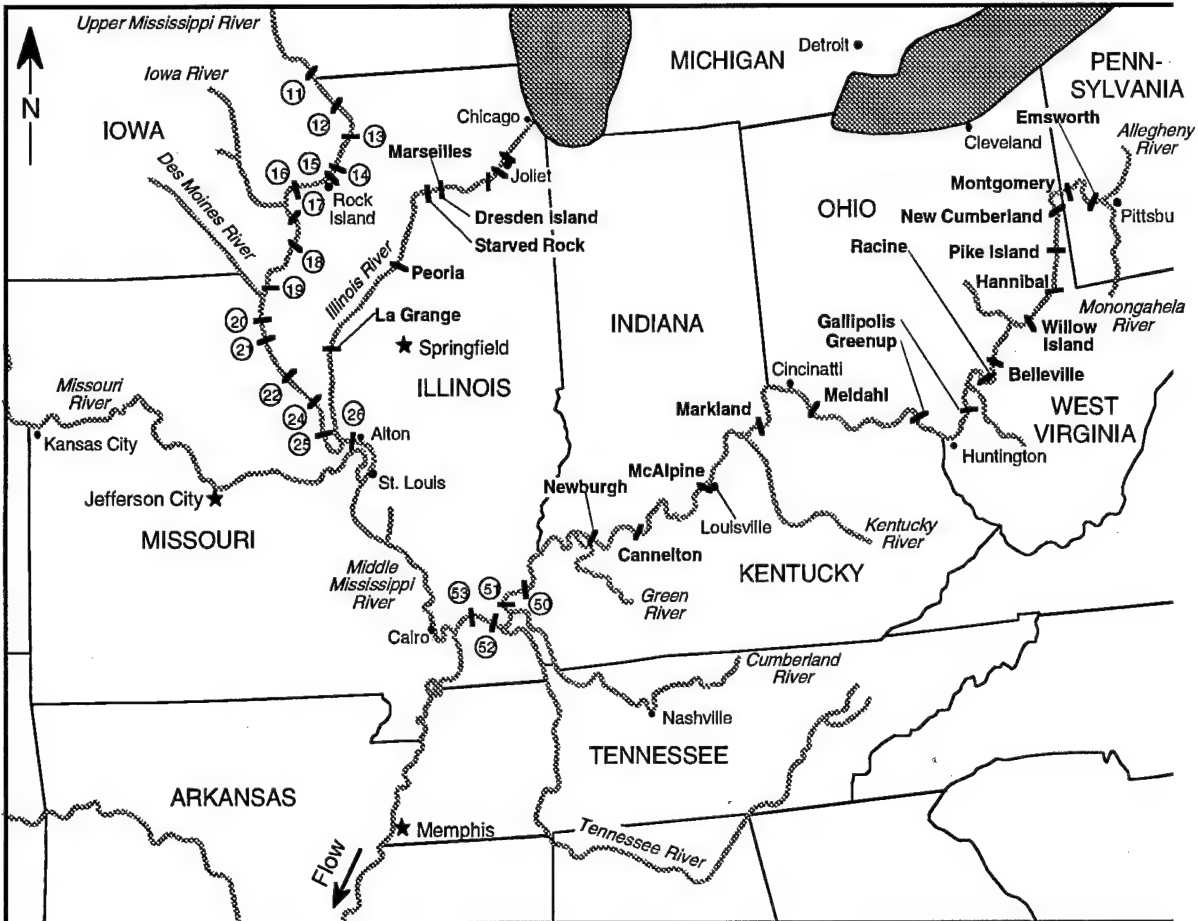 Upper Mississippi River
Detroit
MICHIGAN
PENN-
SYLVANIA
N
Iowa River
11
IOWA
12
13
Chicago
Cleveland
Emsworth
Allegheny
River
Des Moines River
16
15
14
17
Rock
Island
Marseilles
Joliet
Dresden Island
Starved Rock
Montgomery
OHIO
New Cumberland
Pittsbu
Racine
Pike Island
18
Illinois River
Peoria
19
Hannibal
Monongahela
River
20
21
La Grange
Springfield
INDIANA
Gallipolis
Greenup
Willow
Island
22
ILLINOIS
Cincinatti
Belleville
Missouri
River
24
25
26
Alton
Markland
Meldahl
WEST
VIRGINIA
Kansas City
St. Louis
Huntington
Jefferson City
McAlpine
Newburgh
Louisville
MISSOURI
Kentucky
River
Cannelton
Middle
Mississippi
River
KENTUCKY
53
51
50
Green
River
Cairo
52
Cumberland
River
Nashville
TENNESSEE
ARKANSAS
Memphis
Tennessee River
Flow